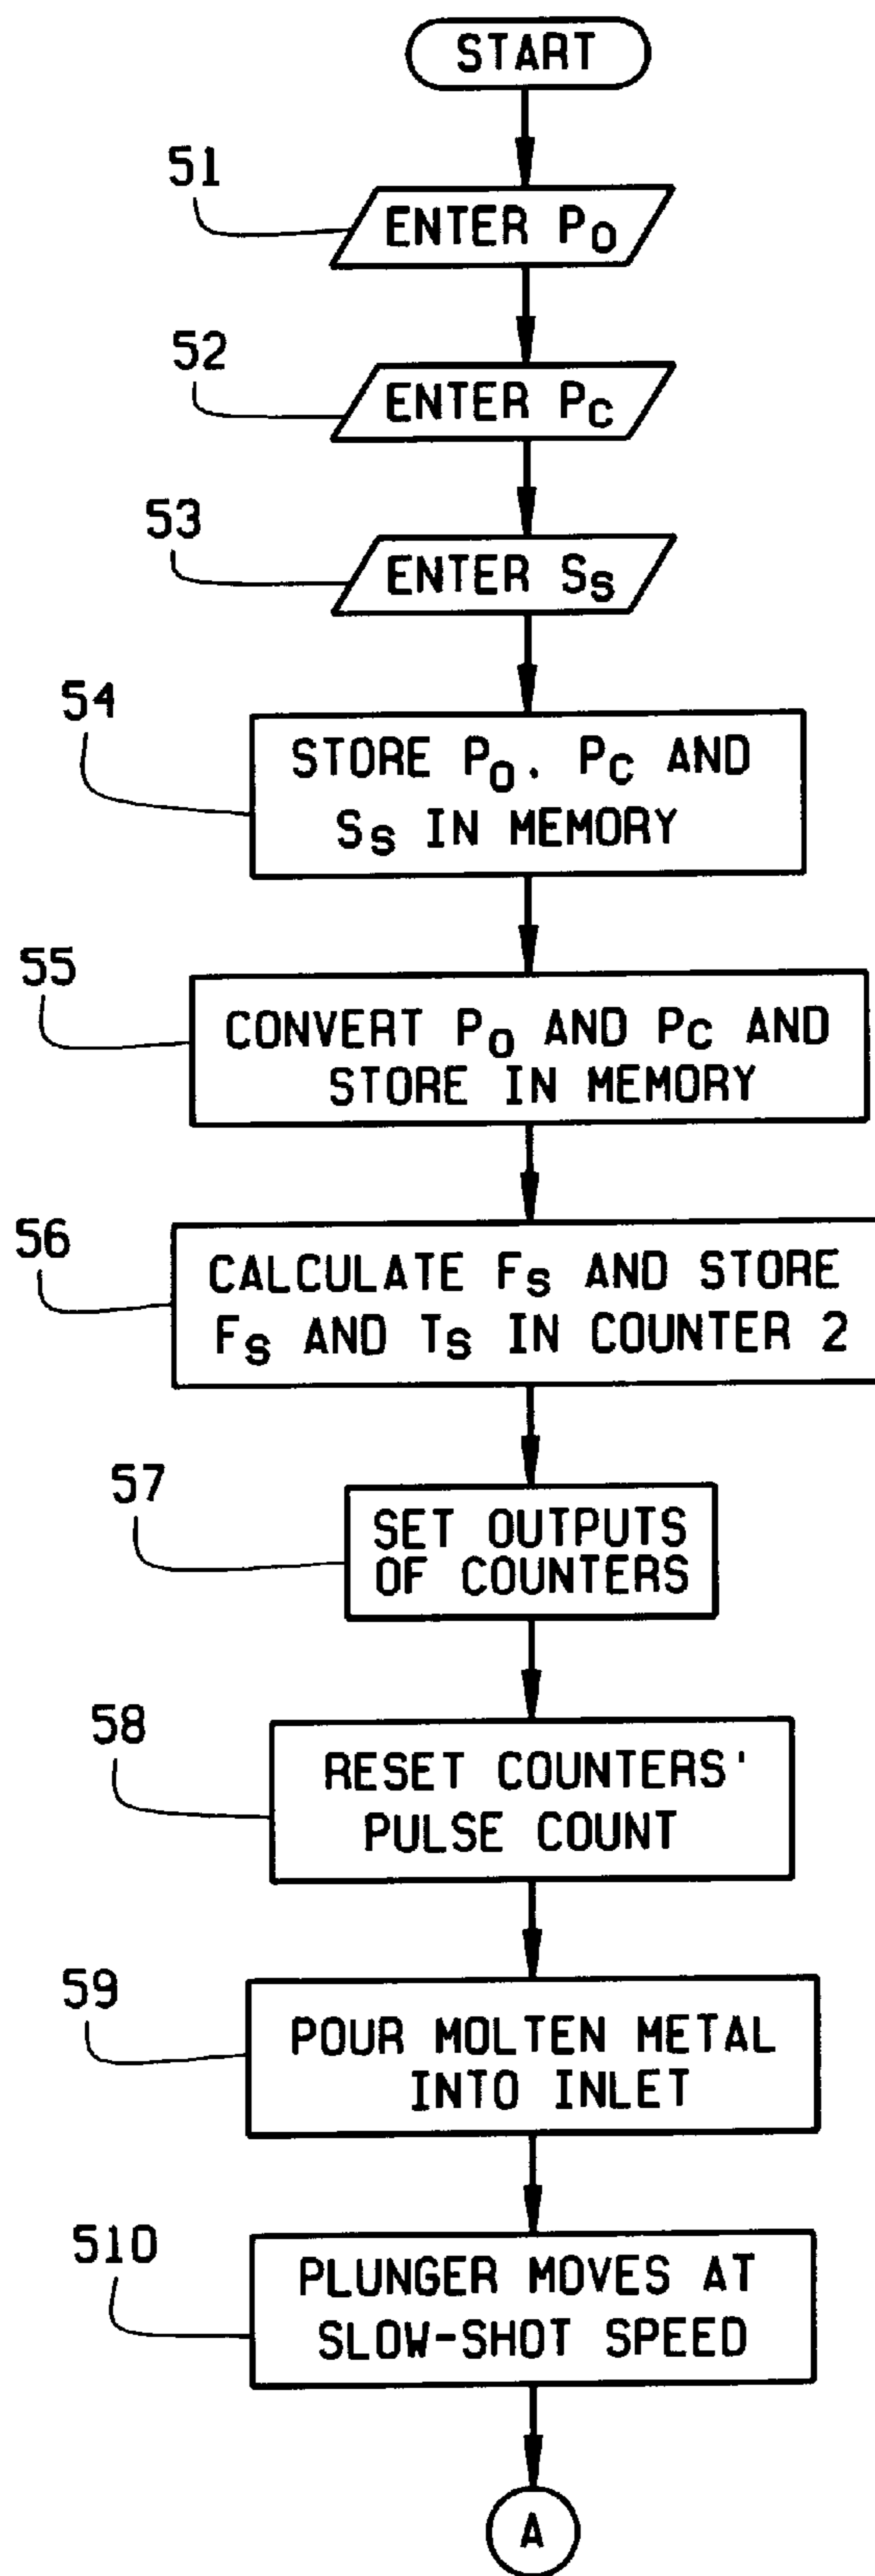 START
51
ENTER PO
52
ENTER PC
53
ENTER SS
54
STORE PO. PC AND
SS IN MEMORY
55
CONVERT PO AND PC AND
STORE IN MEMORY
56
CALCULATE FS AND STORE
FS AND TS IN COUNTER 2
57
SET OUTPUTS
OF COUNTERS
58
RESET COUNTERS'
PULSE COUNT
59
POUR MOLTEN METAL
INTO INLET
510
PLUNGER MOVES AT
SLOW-SHOT SPEED
A